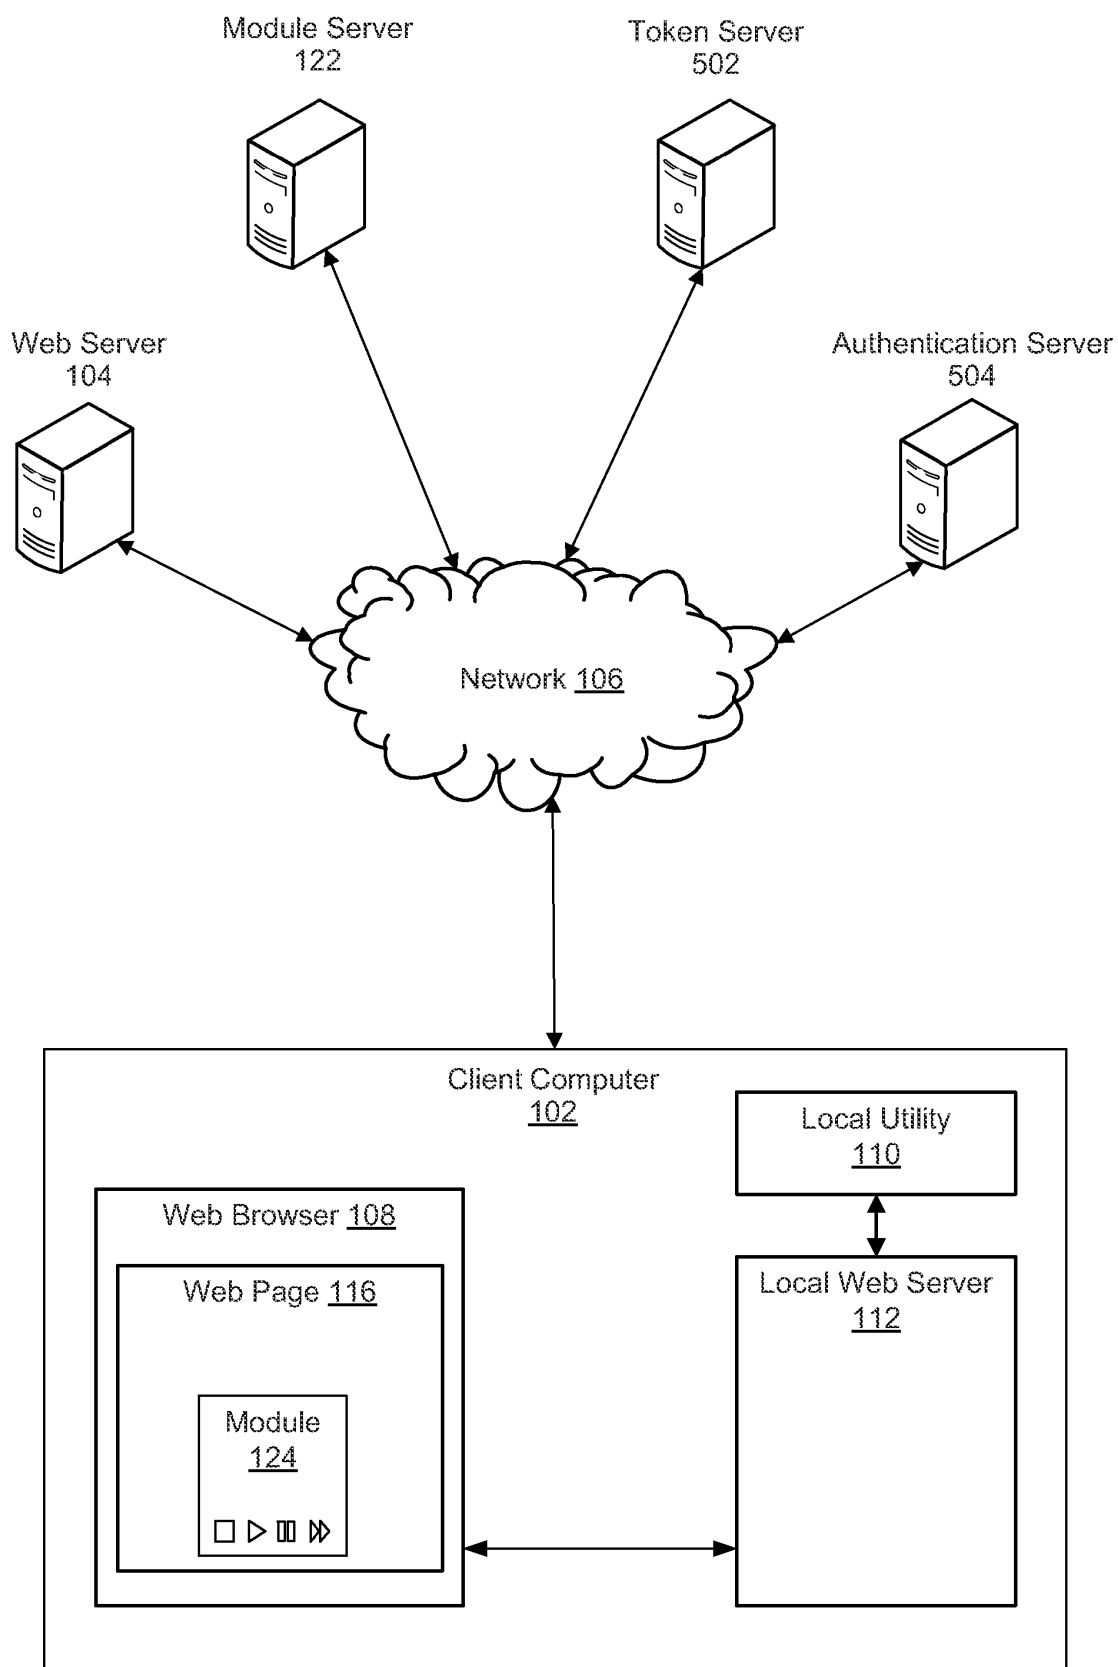 Module Server
122
Token Server
502
Web Server
104
Authentication Server
504
Network 106
Client Computer
102
Local Utility
110
Web Browser 108
Web Page 116
Local Web Server
112
Module
124